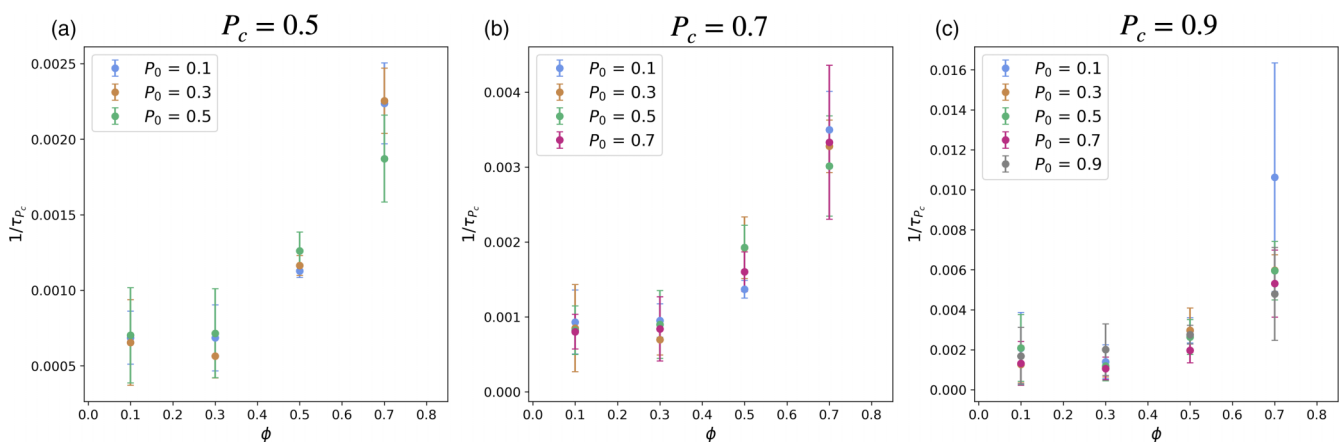 (a)
P_c = 0.5
0.0025
0.0020
0.0015
0.0010
0.0005
1/τ_{P_c}
P_0 = 0.1
P_0 = 0.3
P_0 = 0.5
0.0 0.1 0.2 0.3 0.4 0.5 0.6 0.7 0.8
ϕ
(b)
P_c = 0.7
0.004
0.003
0.002
0.001
0.000
1/τ_{P_c}
P_0 = 0.1
P_0 = 0.3
P_0 = 0.5
P_0 = 0.7
0.0 0.1 0.2 0.3 0.4 0.5 0.6 0.7 0.8
ϕ
(c)
P_c = 0.9
0.016
0.014
0.012
0.010
0.008
0.006
0.004
0.002
0.000
1/τ_{P_c}
P_0 = 0.1
P_0 = 0.3
P_0 = 0.5
P_0 = 0.7
P_0 = 0.9
0.0 0.1 0.2 0.3 0.4 0.5 0.6 0.7 0.8
ϕ